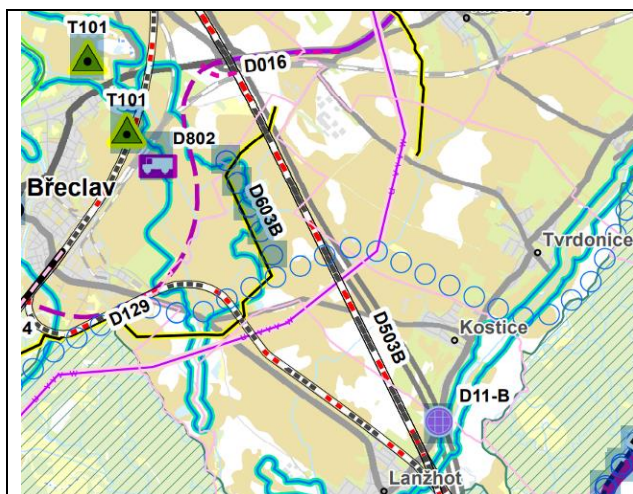 T101
D016
T101
D802
Břeclav
D603B
Tvrdonice
D129
4
D503B
Kostice
D11-B
Lanžhot